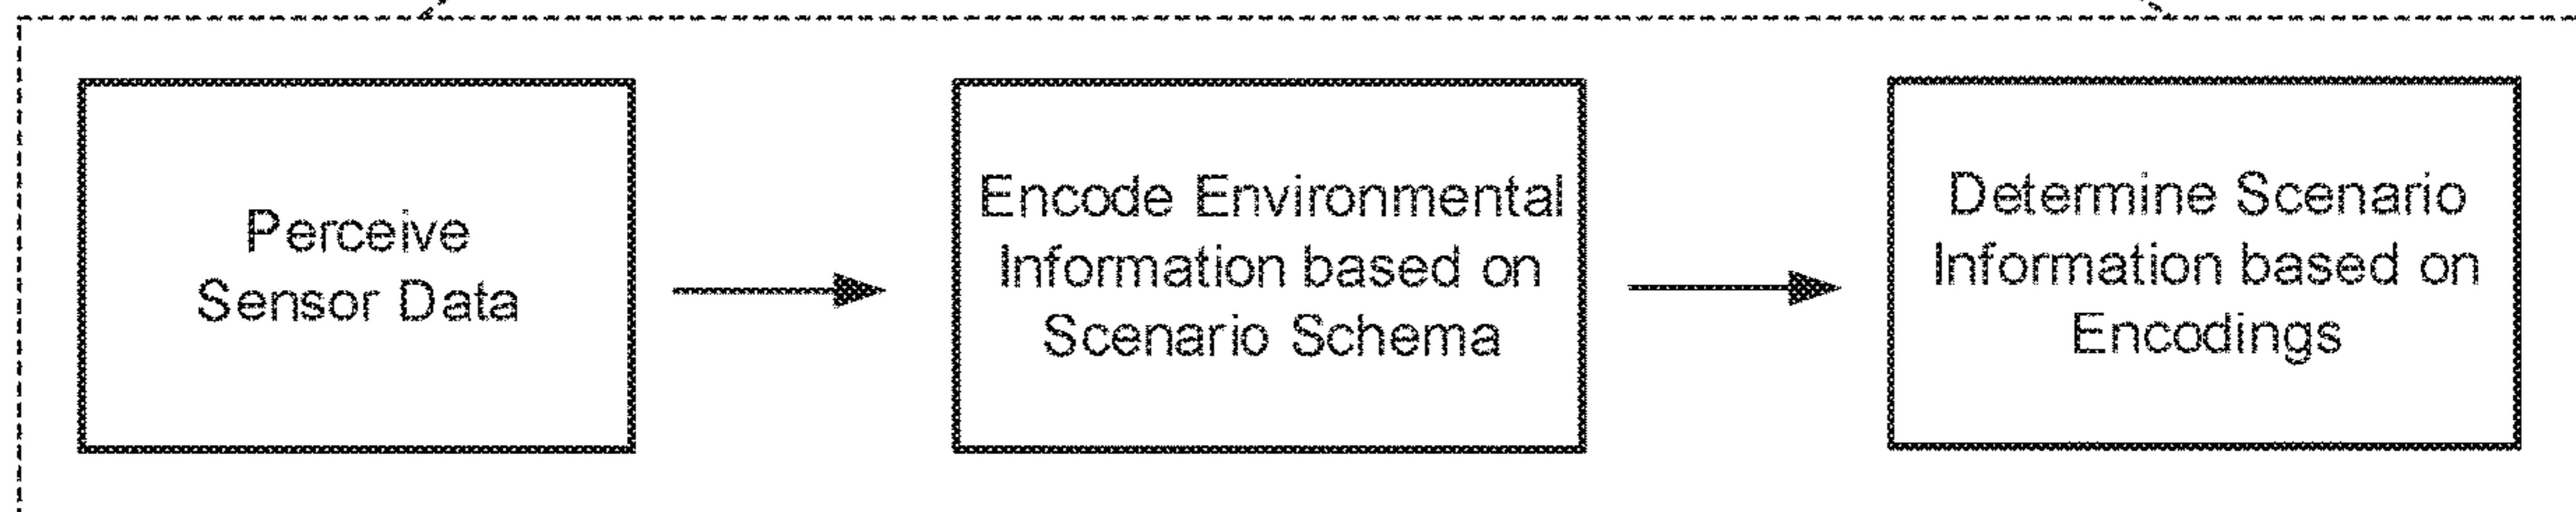 Perceive
Sensor Data
Encode Environmental
Information based on
Scenario Schema
Determine Scenario
Information based on
Encodings